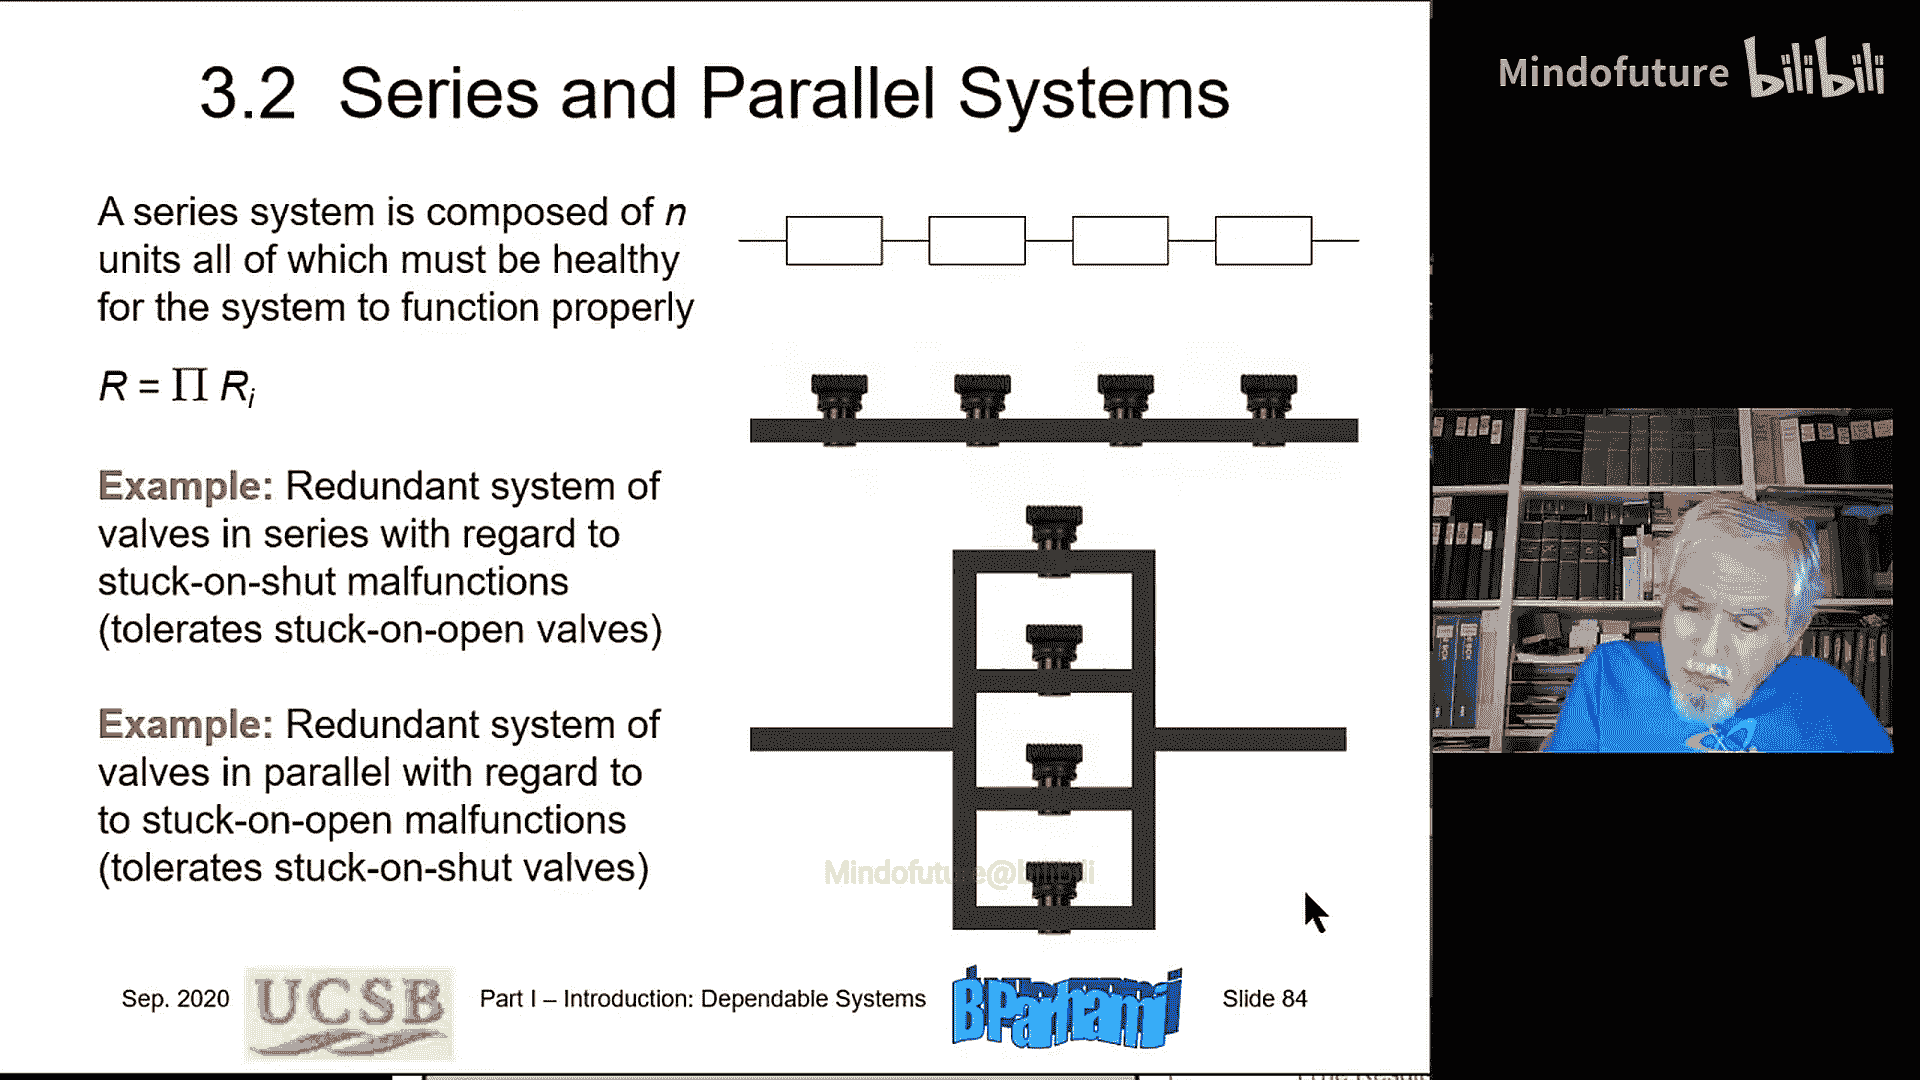 3.2 Series and Parallel Systems
A series system is composed of n
units all of which must be healthy
for the system to function properly
R = Π Ri
Example: Redundant system of
valves in series with regard to
stuck-on-shut malfunctions
(tolerates stuck-on-open valves)
Example: Redundant system of
valves in parallel with regard to
to stuck-on-open malfunctions
(tolerates stuck-on-shut valves)
Mindofuture@bilibili
Sep. 2020
UCSB
Part I – Introduction: Dependable Systems
B Parhami
Slide 84
Mindofuture bilibili